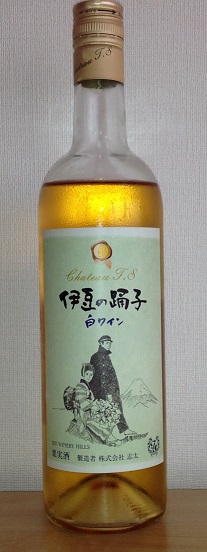 Chateau T.S
Chateau T.S
伊豆の踊子
白ワイン
IZU WINERY HILLS
果実酒 醸造者 株式会社 志太